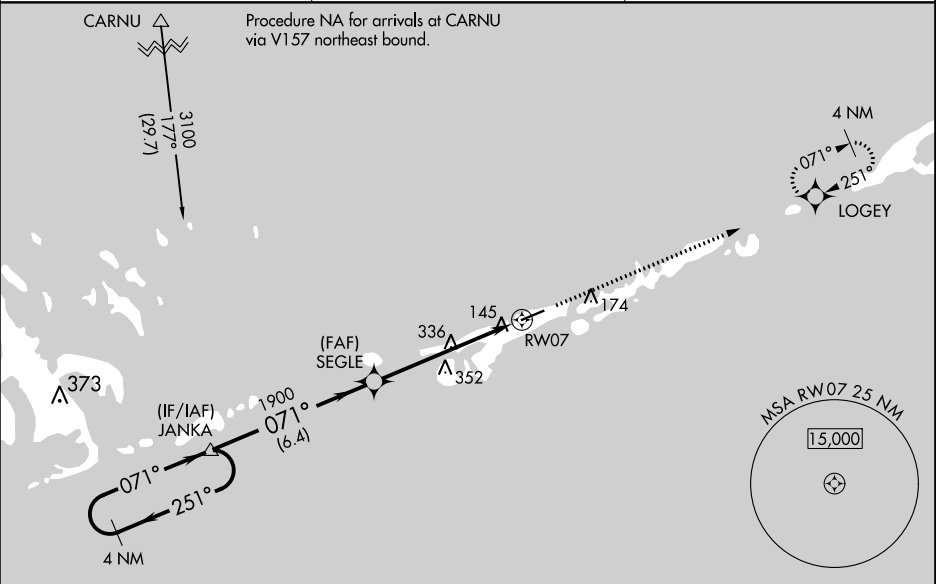 CARNU
Procedure NA for arrivals at CARNU
via V157 northeast bound.
3100
177°
(29.7)
4 NM
071°
251°
LOGEY
174
145
RW07
336
(FAF)
SEGLE
352
373
1900
071°
(6.4)
(IF/IAF)
JANKA
071°
251°
4 NM
MSA RW07 25 NM
15,000